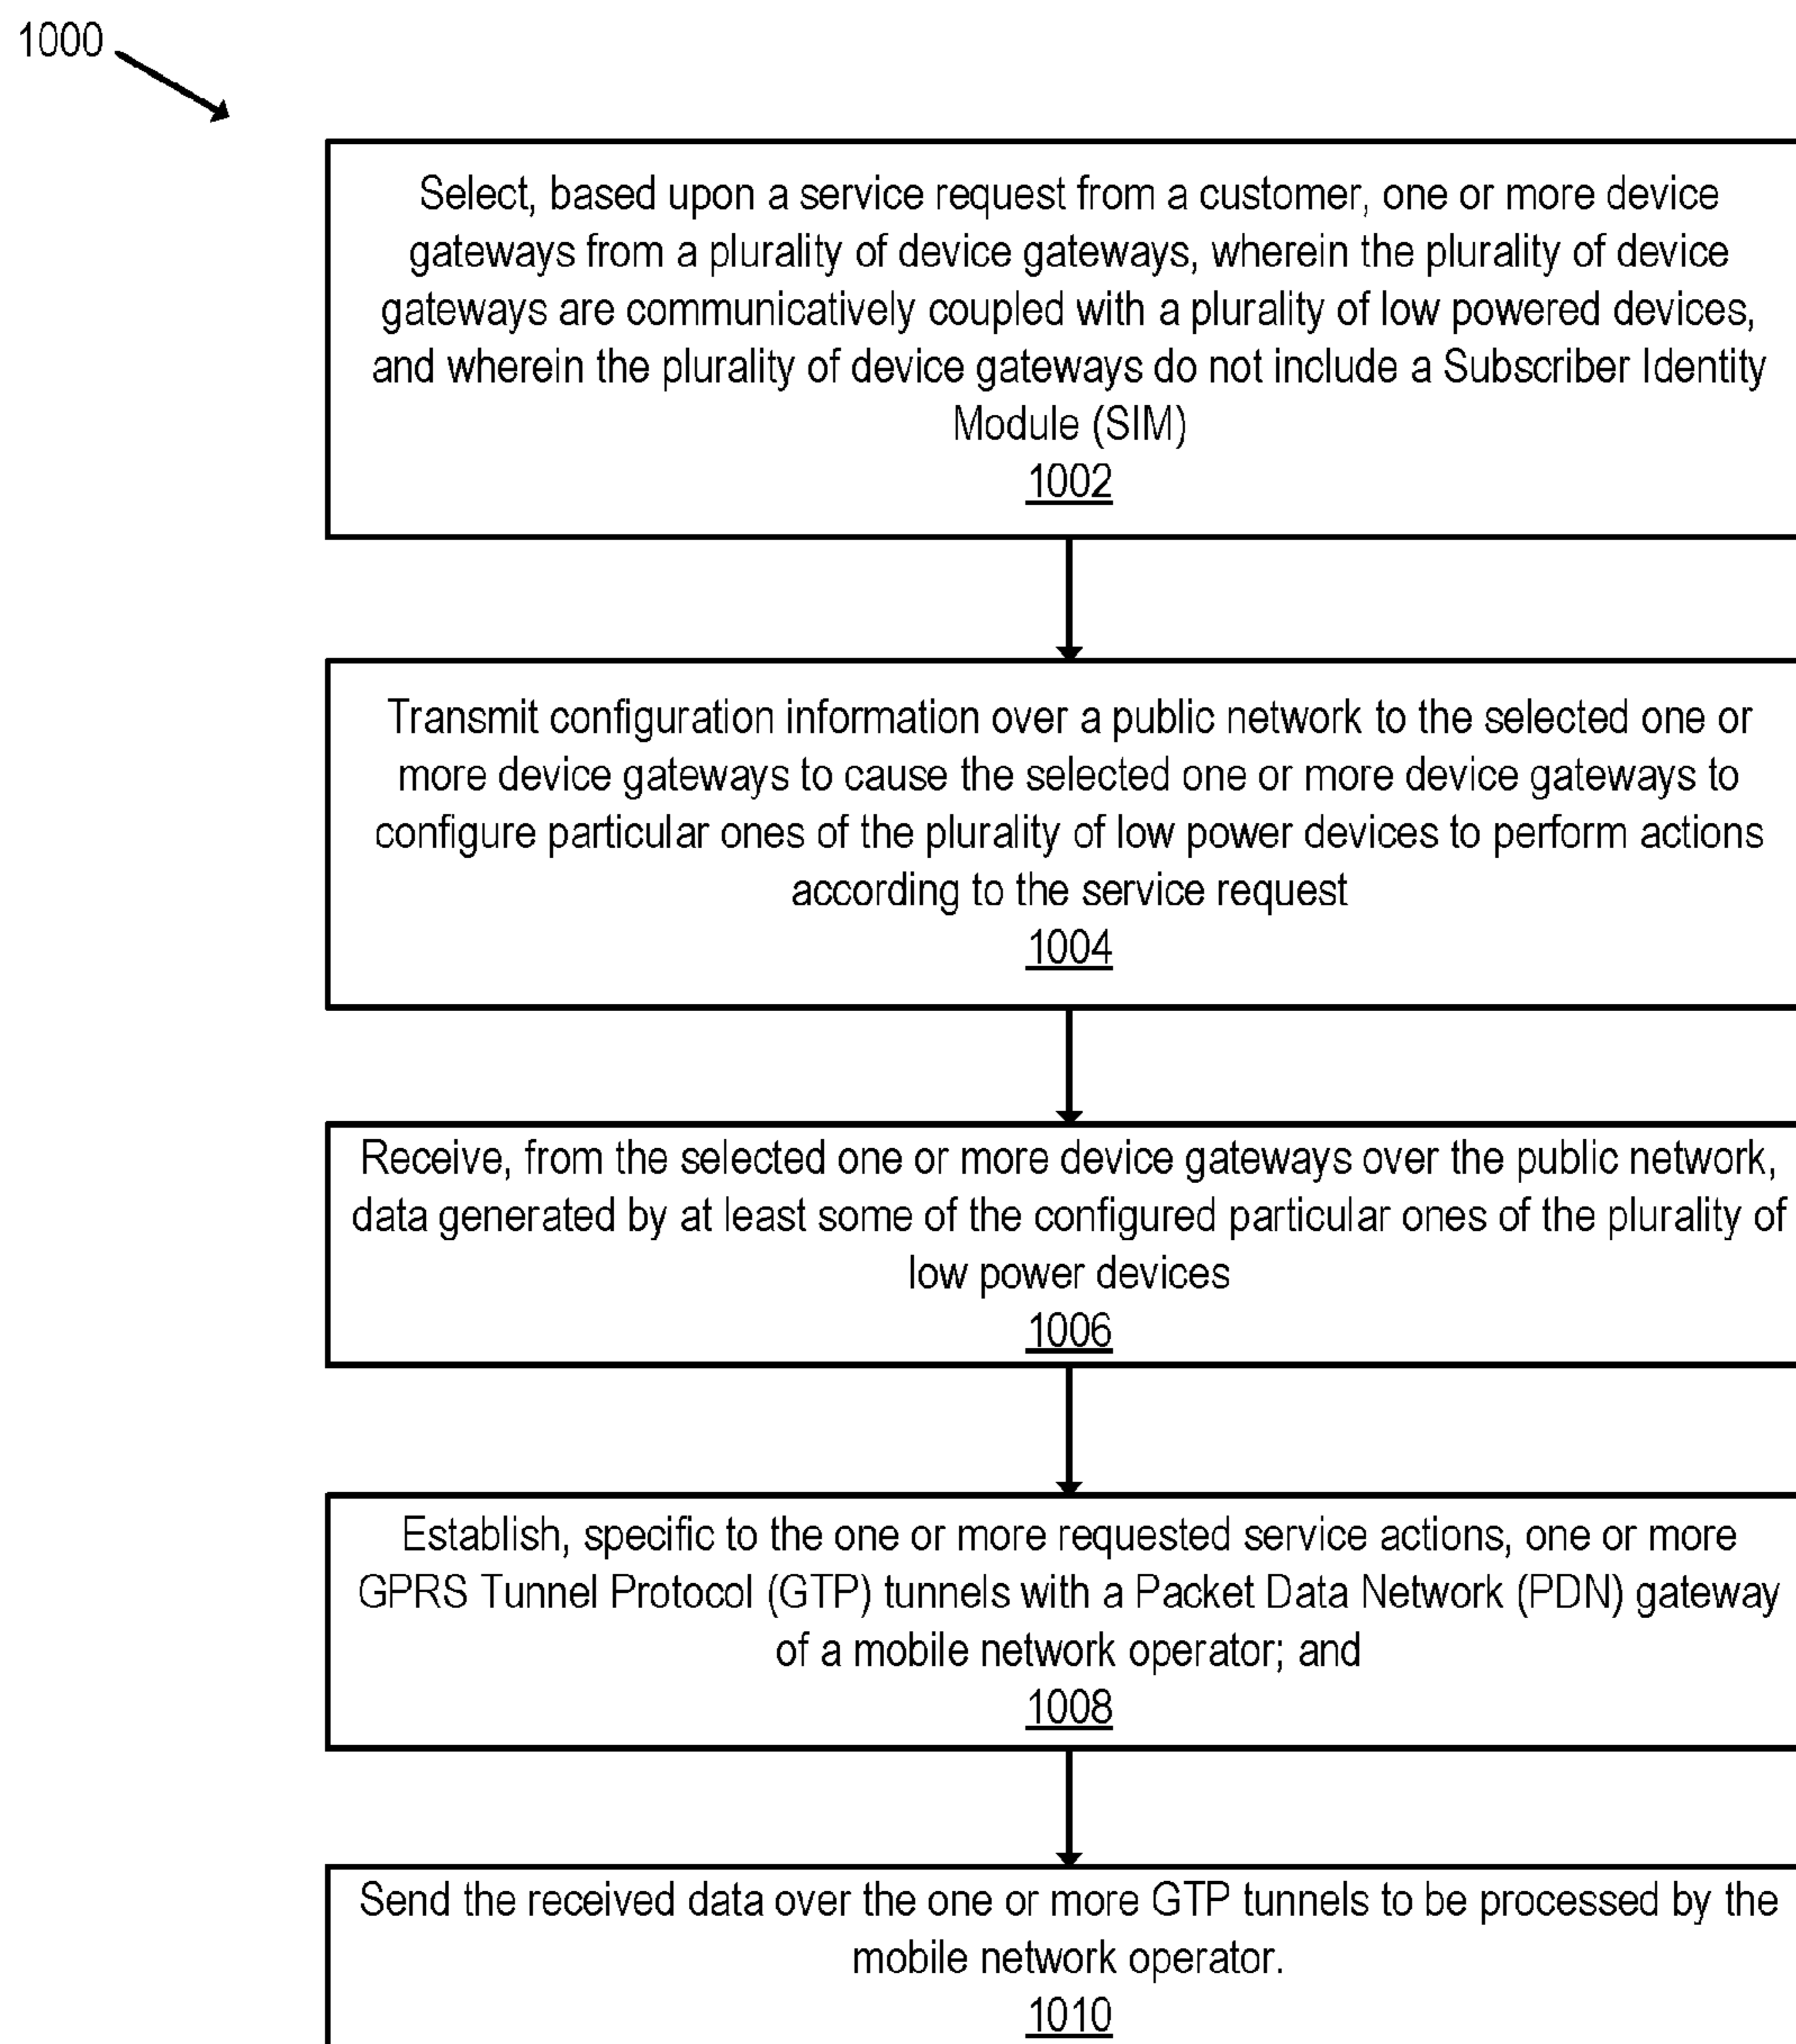 1000
Select, based upon a service request from a customer, one or more device
gateways from a plurality of device gateways, wherein the plurality of device
gateways are communicatively coupled with a plurality of low powered devices,
and wherein the plurality of device gateways do not include a Subscriber Identity
Module (SIM)
1002
Transmit configuration information over a public network to the selected one or
more device gateways to cause the selected one or more device gateways to
configure particular ones of the plurality of low power devices to perform actions
according to the service request
1004
Receive, from the selected one or more device gateways over the public network,
data generated by at least some of the configured particular ones of the plurality of
low power devices
1006
Establish, specific to the one or more requested service actions, one or more
GPRS Tunnel Protocol (GTP) tunnels with a Packet Data Network (PDN) gateway
of a mobile network operator; and
1008
Send the received data over the one or more GTP tunnels to be processed by the
mobile network operator.
1010